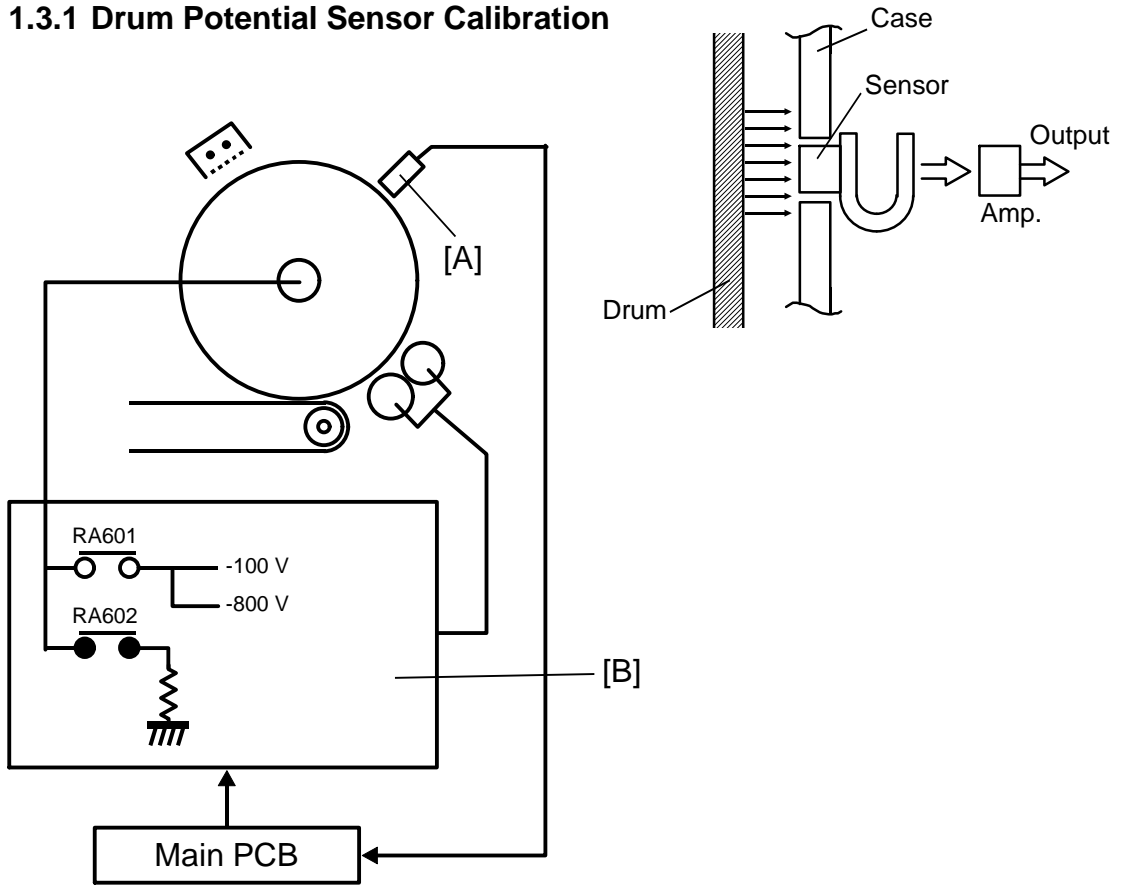 1.3.1 Drum Potential Sensor Calibration
Case
Sensor
Output
Amp.
Drum
[A]
RA601
-100 V
-800 V
RA602
[B]
Main PCB